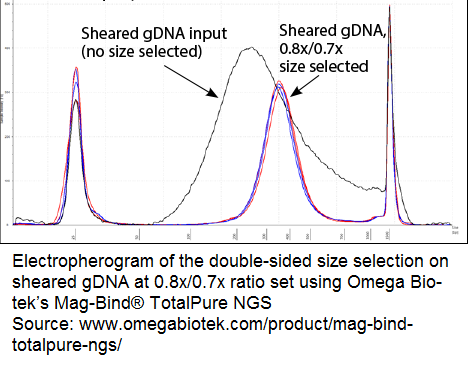 Sheared gDNA input
(no size selected)
Sheared gDNA,
0.8x/0.7x
size selected
Electropherogram of the double-sided size selection on
sheared gDNA at 0.8x/0.7x ratio set using Omega Bio-
tek’s Mag-Bind® TotalPure NGS
Source: www.omegabiotek.com/product/mag-bind-
totalpure-ngs/